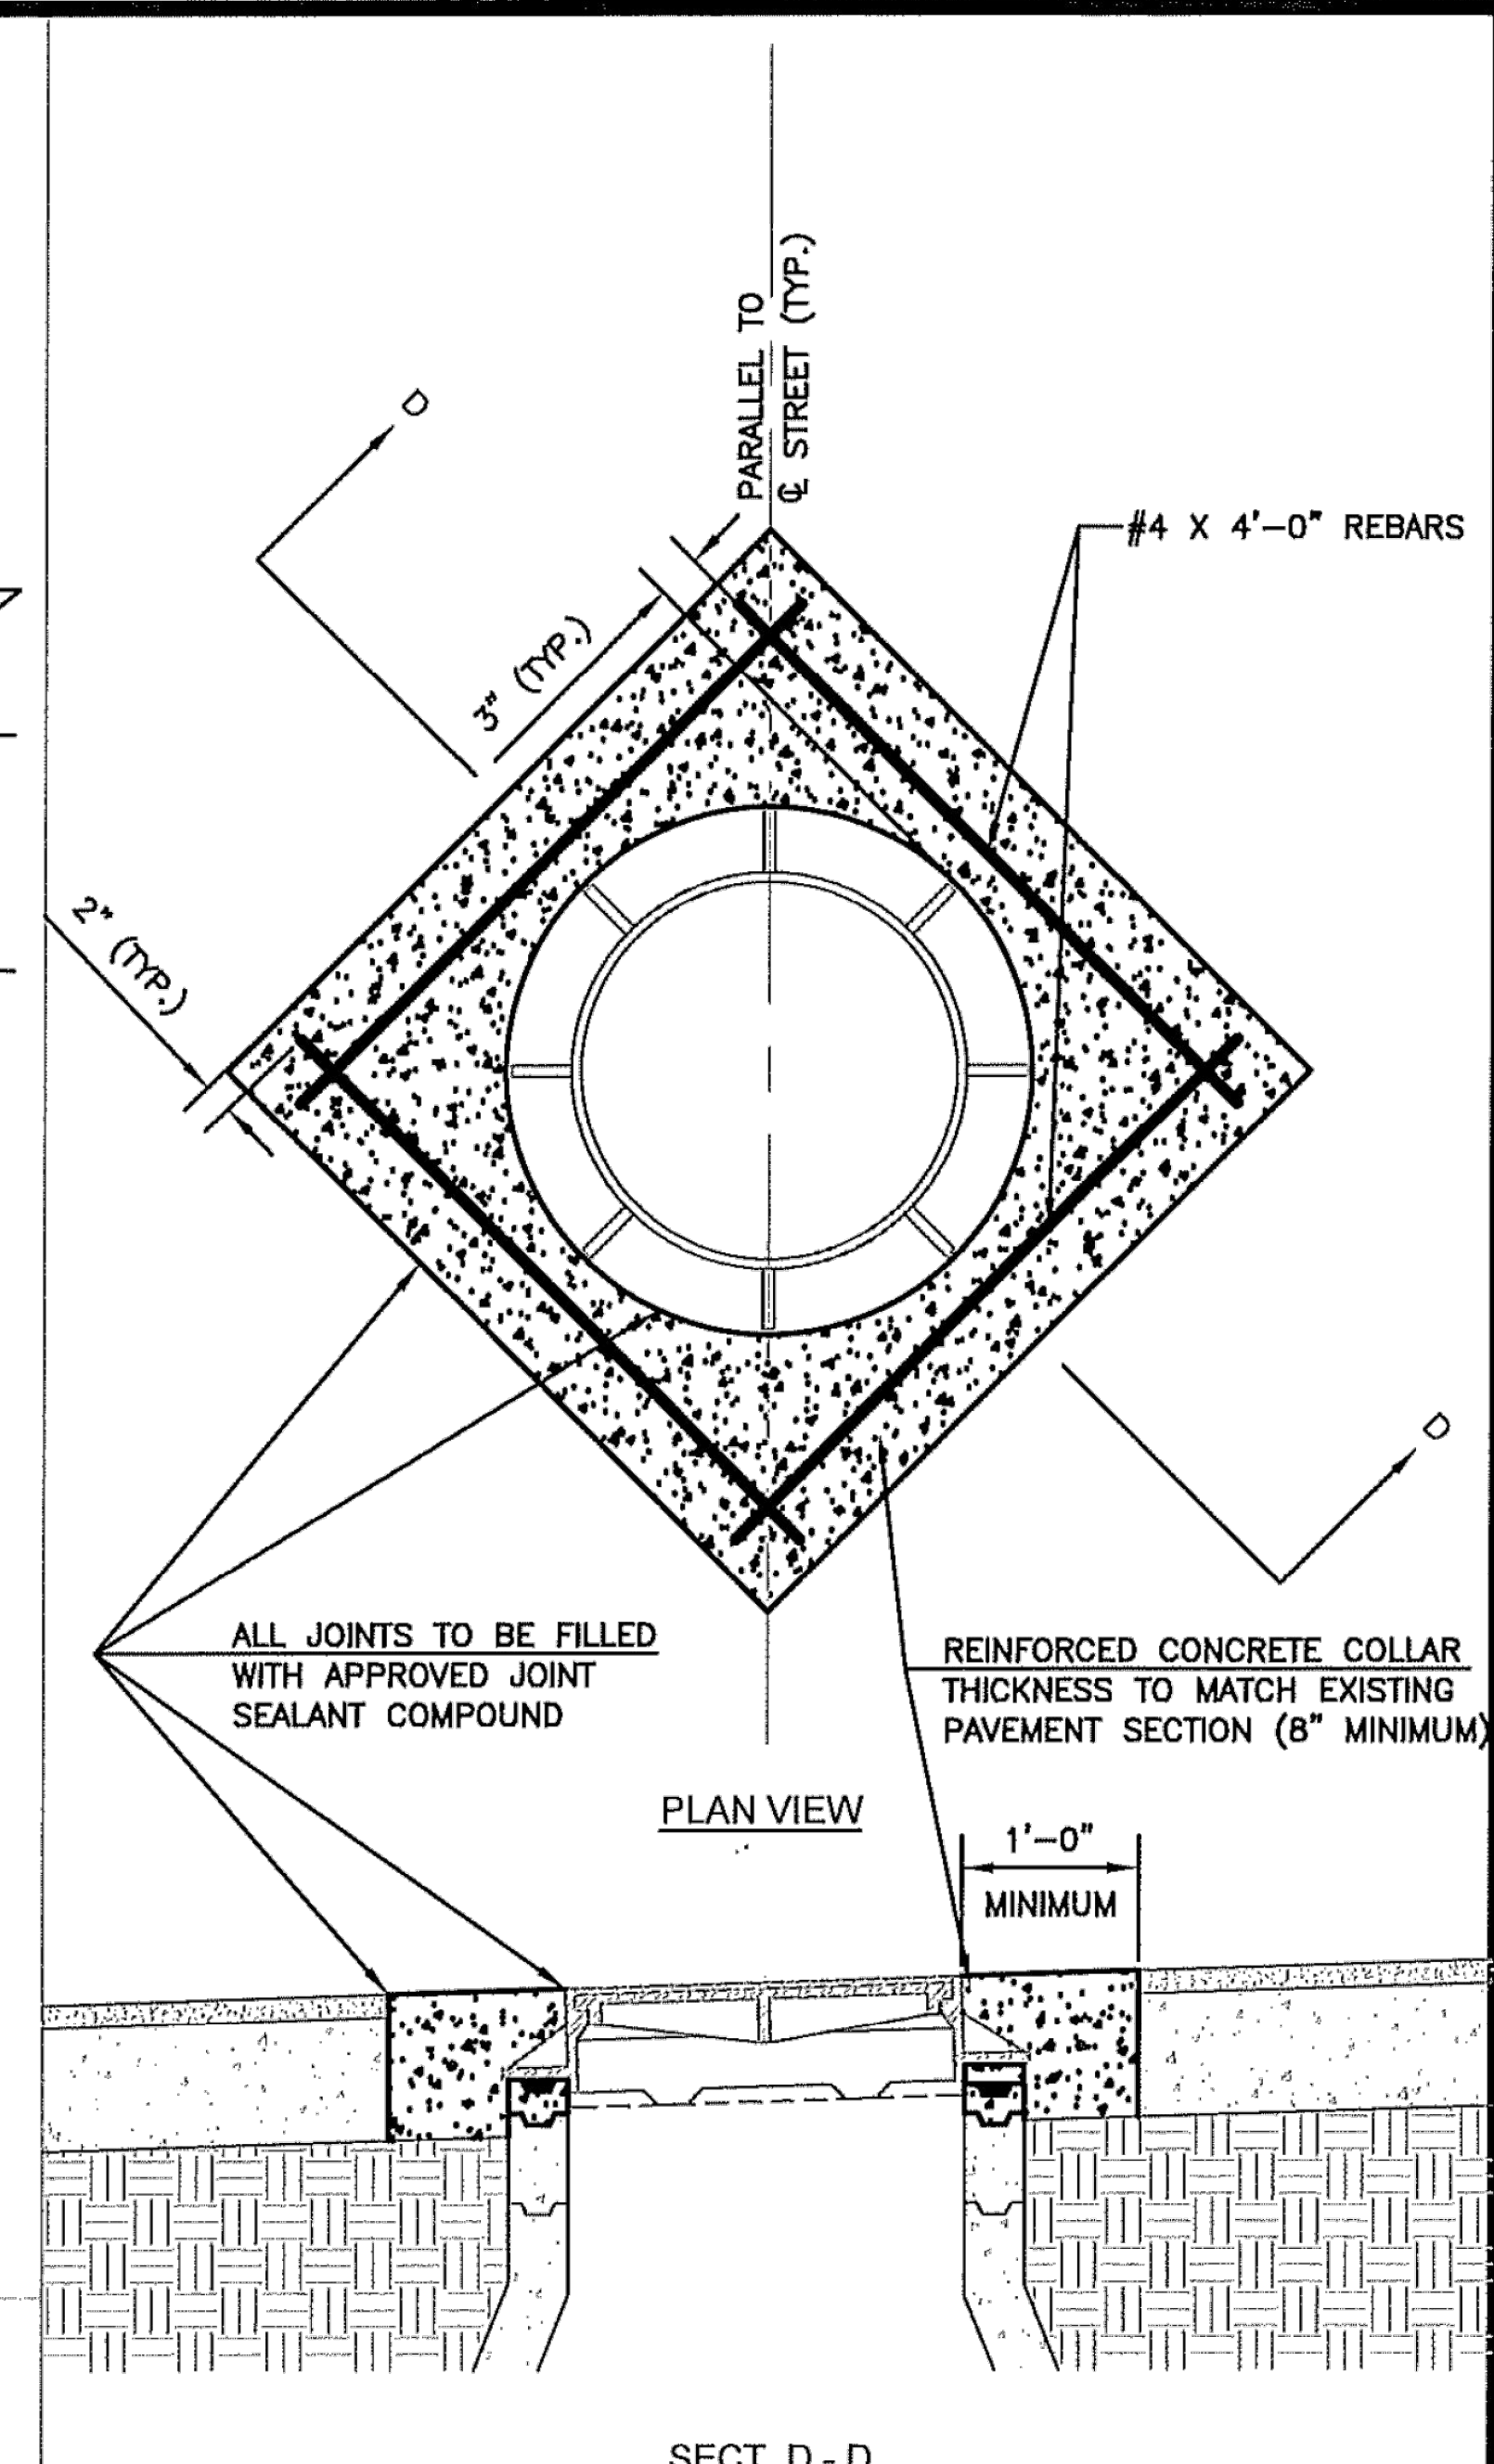 PARALLEL TO
℄ STREET (TYP.)
D
#4 X 4'-0" REBARS
3" (TYP.)
2" (TYP.)
D
ALL JOINTS TO BE FILLED
WITH APPROVED JOINT
SEALANT COMPOUND
REINFORCED CONCRETE COLLAR
THICKNESS TO MATCH EXISTING
PAVEMENT SECTION (8" MINIMUM)
PLAN VIEW
1'-0"
MINIMUM
SECT. D - D